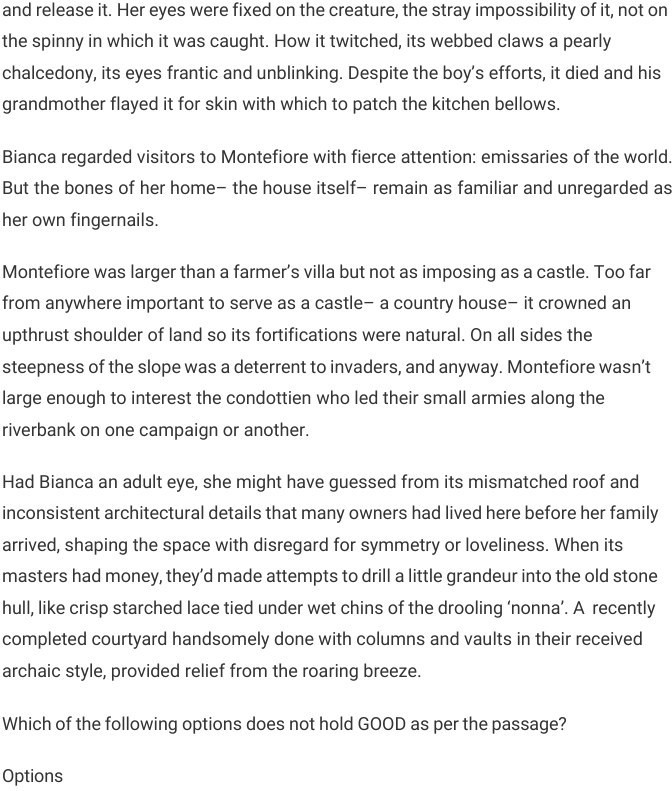 and release it. Her eyes were fixed on the creature, the stray impossibility of it, not on
the spinny in which it was caught. How it twitched, its webbed claws a pearly
chalcedony, its eyes frantic and unblinking. Despite the boy’s efforts, it died and his
grandmother flayed it for skin with which to patch the kitchen bellows.
Bianca regarded visitors to Montefiore with fierce attention: emissaries of the world.
But the bones of her home– the house itself– remain as familiar and unregarded as
her own fingernails.
Montefiore was larger than a farmer’s villa but not as imposing as a castle. Too far
from anywhere important to serve as a castle– a country house– it crowned an
upthrust shoulder of land so its fortifications were natural. On all sides the
steepness of the slope was a deterrent to invaders, and anyway. Montefiore wasn’t
large enough to interest the condottien who led their small armies along the
riverbank on one campaign or another.
Had Bianca an adult eye, she might have guessed from its mismatched roof and
inconsistent architectural details that many owners had lived here before her family
arrived, shaping the space with disregard for symmetry or loveliness. When its
masters had money, they’d made attempts to drill a little grandeur into the old stone
hull, like crisp starched lace tied under wet chins of the drooling ‘nonna’. A recently
completed courtyard handsomely done with columns and vaults in their received
archaic style, provided relief from the roaring breeze.
Which of the following options does not hold GOOD as per the passage?
Options